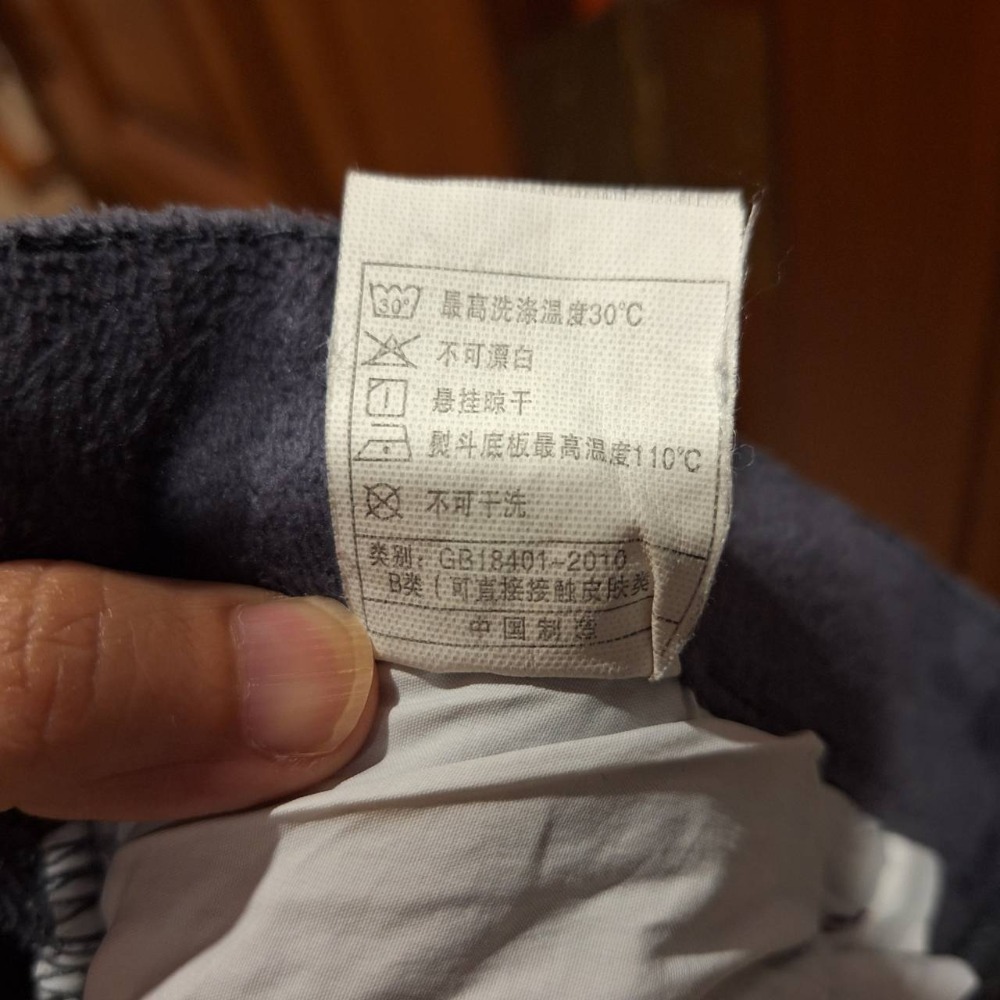 30°
最高洗涤温度30℃
不可漂白
悬挂晾干
熨斗底板最高温度110℃
不可干洗
类别: GB18401-2010
B类 (可直接接触皮肤类
中国制造